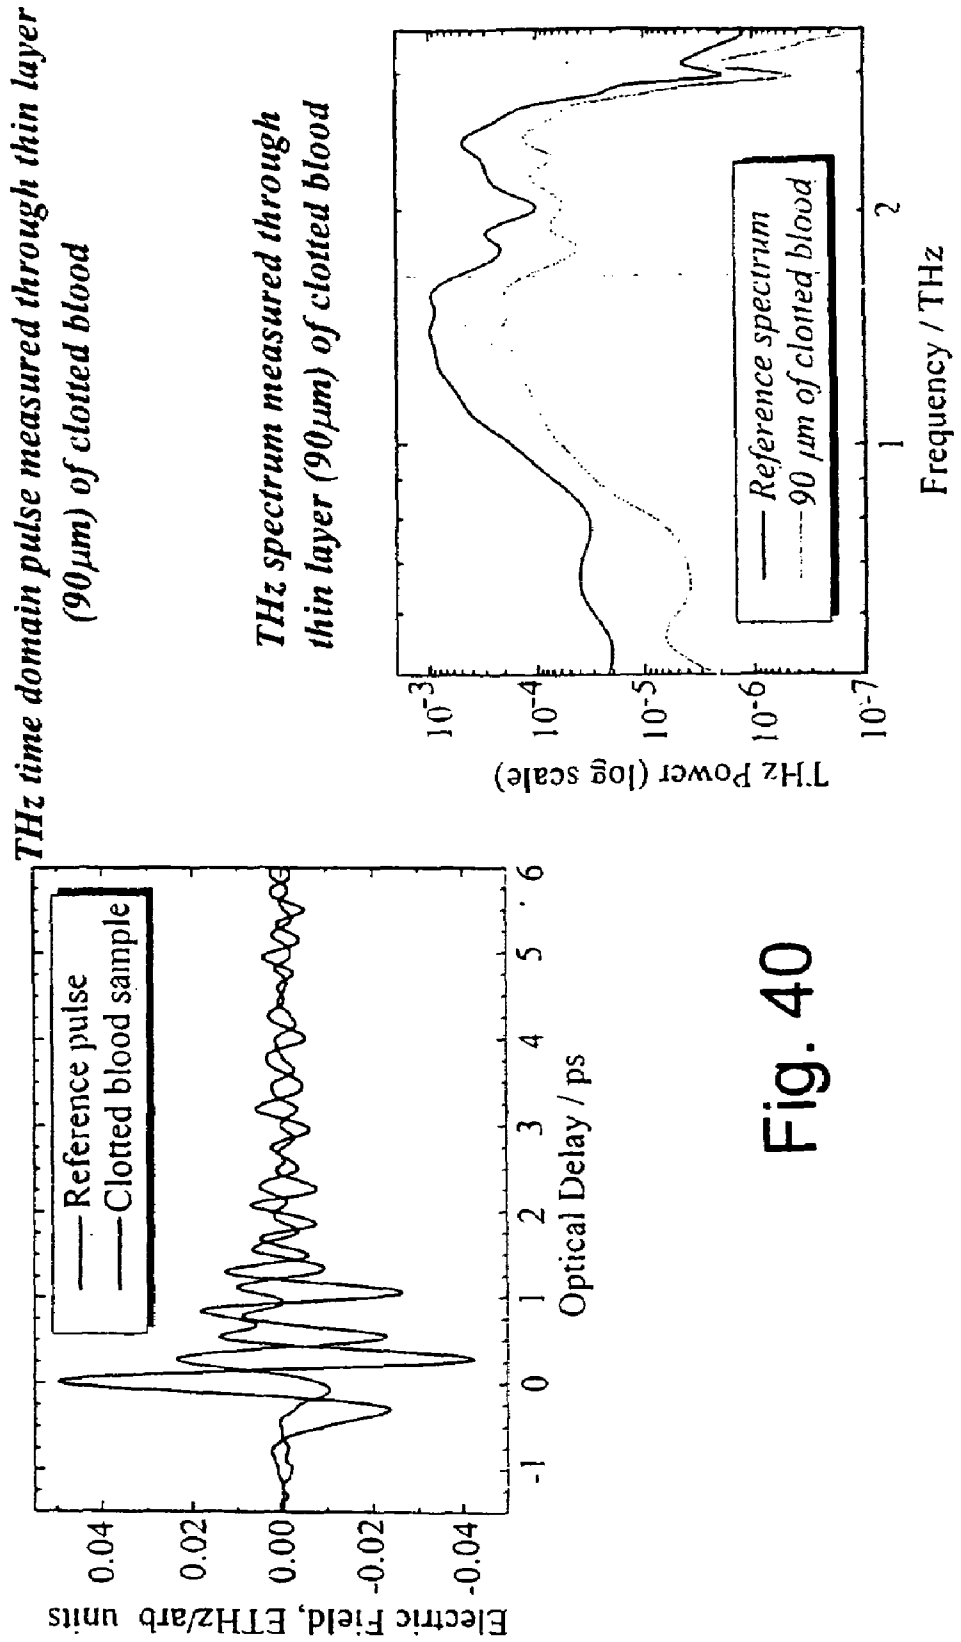 THz time domain pulse measured through thin layer
(90μm) of clotted blood
Reference pulse
Clotted blood sample
0.04
0.02
0.00
-0.02
-0.04
Electric Field, ETHz/arb units
-1 0 1 2 3 4 5 6
Optical Delay / ps
THz spectrum measured through
thin layer (90μm) of clotted blood
10-3
10-4
10-5
10-6
10-7
THz Power (log scale)
Reference spectrum
90 μm of clotted blood
1 2
Frequency / THz
Fig. 40